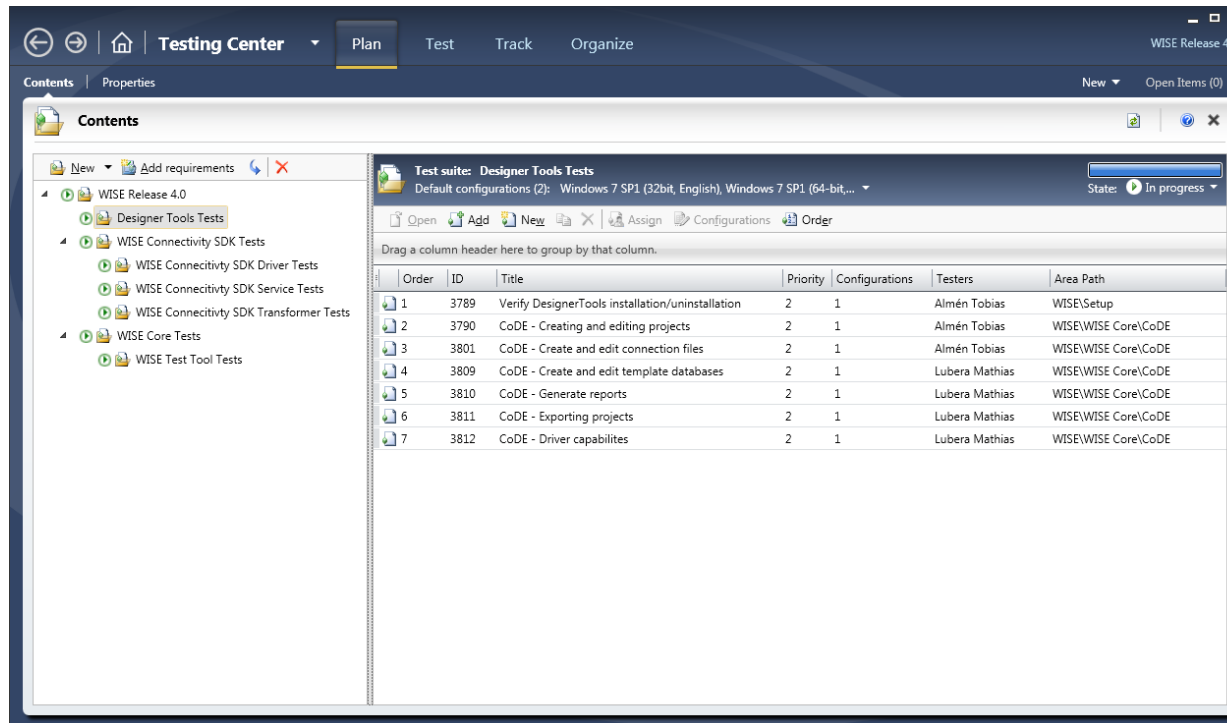 Testing Center Plan Test Track Organize
WISE Release 4
Contents Properties New Open Items (0)
Contents
New Add requirements
WISE Release 4.0
Designer Tools Tests
WISE Connectivity SDK Tests
WISE Connecitivty SDK Driver Tests
WISE Connecitivty SDK Service Tests
WISE Connecitivty SDK Transformer Tests
WISE Core Tests
WISE Test Tool Tests
Test suite: Designer Tools Tests
Default configurations (2): Windows 7 SP1 (32bit, English), Windows 7 SP1 (64-bit,... State: In progress
Open Add New Assign Configurations Order
Drag a column header here to group by that column.
Order ID Title Priority Configurations Testers Area Path
1 3789 Verify DesignerTools installation/uninstallation 2 1 Almén Tobias WISE\Setup
2 3790 CoDE - Creating and editing projects 2 1 Almén Tobias WISE\WISE Core\CoDE
3 3801 CoDE - Create and edit connection files 2 1 Almén Tobias WISE\WISE Core\CoDE
4 3809 CoDE - Create and edit template databases 2 1 Lubera Mathias WISE\WISE Core\CoDE
5 3810 CoDE - Generate reports 2 1 Lubera Mathias WISE\WISE Core\CoDE
6 3811 CoDE - Exporting projects 2 1 Lubera Mathias WISE\WISE Core\CoDE
7 3812 CoDE - Driver capabilites 2 1 Lubera Mathias WISE\WISE Core\CoDE